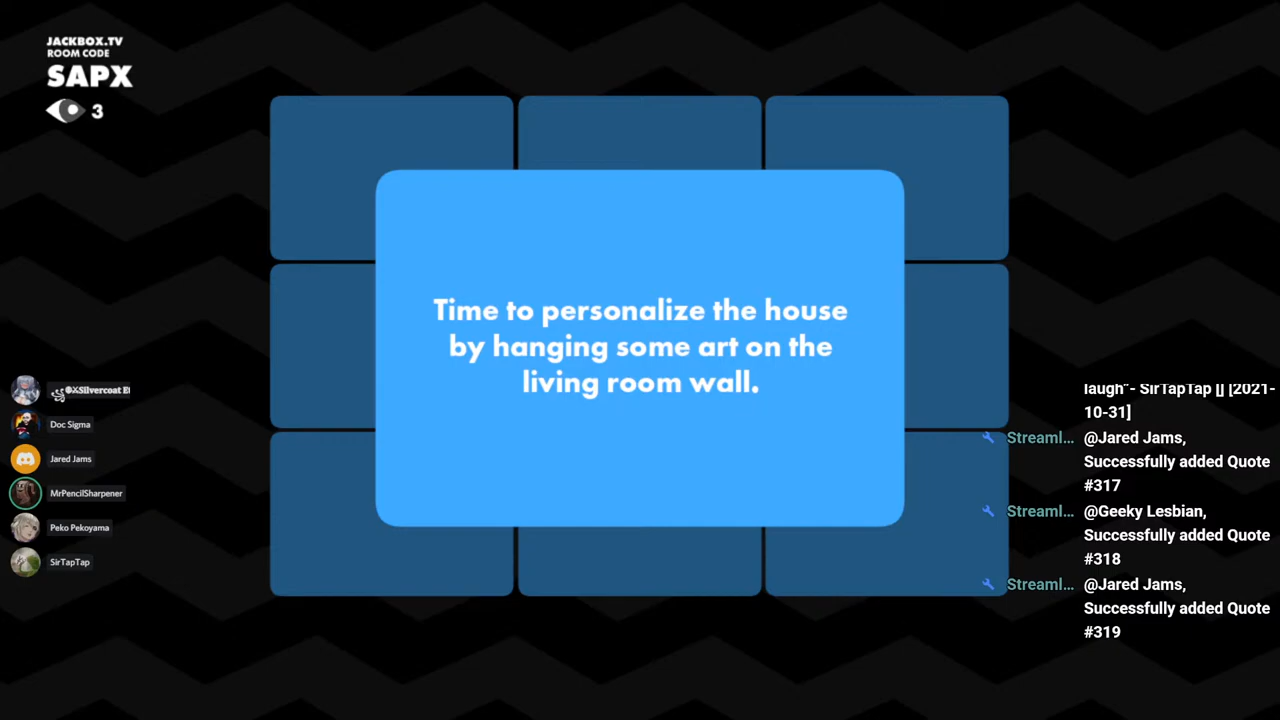 JACKBOX.TV
ROOM CODE
SAPX
3
Time to personalize the house
by hanging some art on the
living room wall.
Silvercoat
Doc Sigma
Jared Jams
MrPencilSharpener
Peko Pekoyama
SirTapTap
laugh"- SirTapTap [] [2021-
10-31]
Streaml... @Jared Jams,
Successfully added Quote
#317
Streaml... @Geeky Lesbian,
Successfully added Quote
#318
Streaml... @Jared Jams,
Successfully added Quote
#319